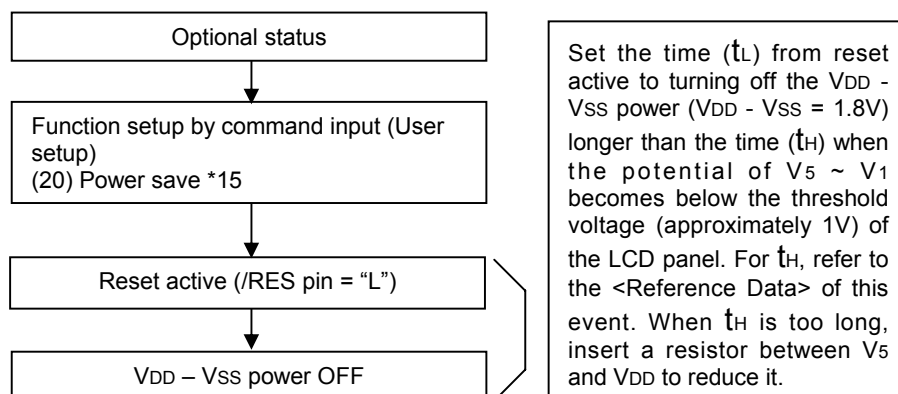 Optional status
Function setup by command input (User
setup)
(20) Power save *15
Reset active (/RES pin = “L”)
VDD – VSS power OFF
Set the time (tL) from reset
active to turning off the VDD -
VSS power (VDD - VSS = 1.8V)
longer than the time (tH) when
the potential of V5 ~ V1
becomes below the threshold
voltage (approximately 1V) of
the LCD panel. For tH, refer to
the <Reference Data> of this
event. When tH is too long,
insert a resistor between V5
and VDD to reduce it.